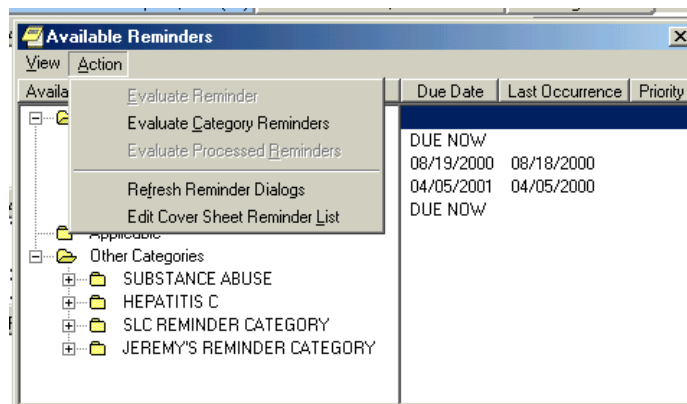 Available Reminders
View Action
Availa Due Date Last Occurrence Priority
Evaluate Reminder
Evaluate Category Reminders
Evaluate Processed Reminders
Refresh Reminder Dialogs
Edit Cover Sheet Reminder List
DUE NOW
08/19/2000 08/18/2000
04/05/2001 04/05/2000
DUE NOW
Applicable
Other Categories
SUBSTANCE ABUSE
HEPATITIS C
SLC REMINDER CATEGORY
JEREMY'S REMINDER CATEGORY